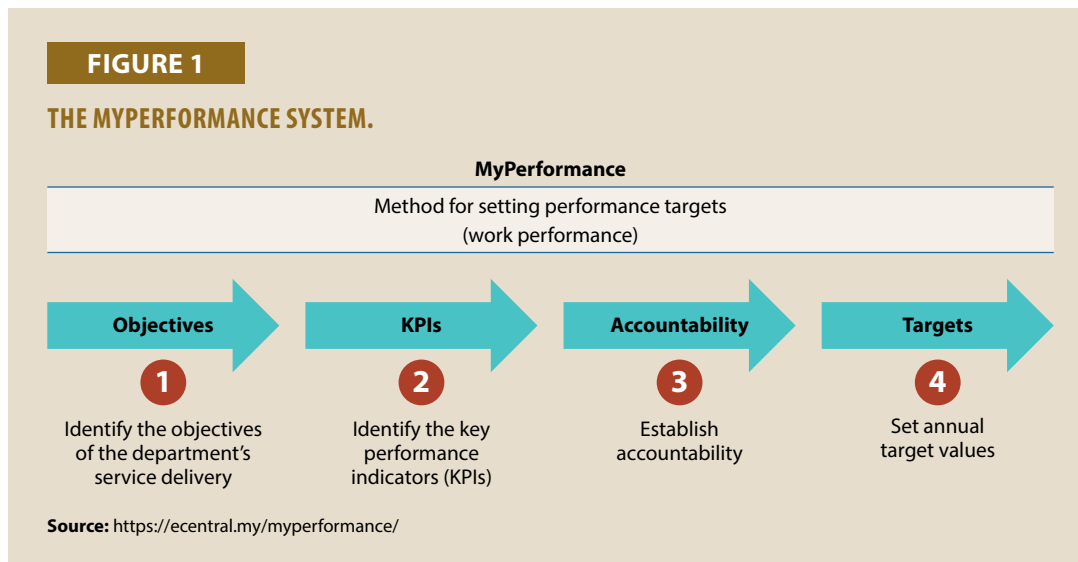 FIGURE 1
THE MYPERFORMANCE SYSTEM.
MyPerformance
Method for setting performance targets
(work performance)
Objectives
1
Identify the objectives
of the department's
service delivery
KPIs
2
Identify the key
performance
indicators (KPIs)
Accountability
3
Establish
accountability
Targets
4
Set annual
target values
Source: https://ecentral.my/myperformance/